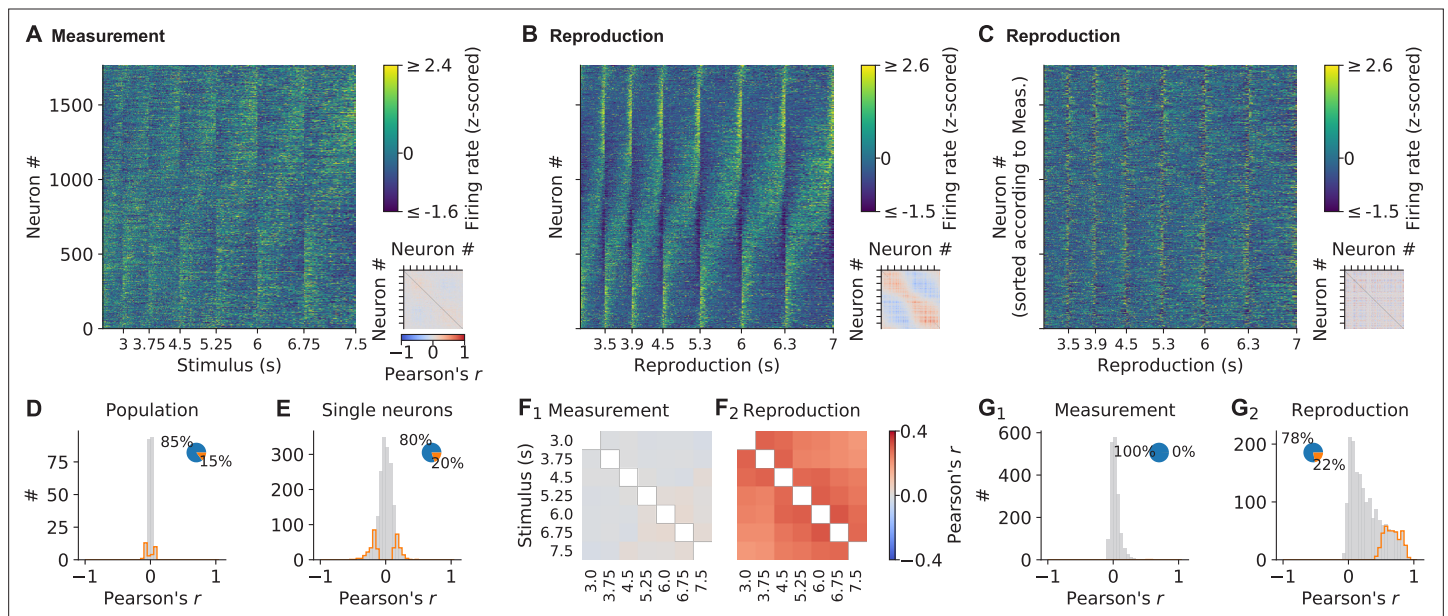 A Measurement
≥ 2.4
0
≤ -1.6
Firing rate (z-scored)
1500
1000
500
0
Neuron #
3 3.75 4.5 5.25 6 6.75 7.5
Stimulus (s)
Neuron #
Neuron #
−1 0 1
Pearson's r
B Reproduction
≥ 2.6
0
≤ -1.5
Firing rate (z-scored)
1500
1000
500
0
Neuron #
3.5 3.9 4.5 5.3 6 6.3 7
Reproduction (s)
Neuron #
Neuron #
C Reproduction
≥ 2.6
0
≤ -1.5
Firing rate (z-scored)
Neuron #
(sorted according to Meas.)
3.5 3.9 4.5 5.3 6 6.3 7
Reproduction (s)
Neuron #
Neuron #
D Population
85%
15%
75
50
25
0
#
−1 0 1
Pearson's r
E Single neurons
80%
20%
300
200
100
0
−1 0 1
Pearson's r
F1 Measurement
3.0
3.75
4.5
5.25
6.0
6.75
7.5
Stimulus (s)
3.0 3.75 4.5 5.25 6.0 6.75 7.5
F2 Reproduction
3.0 3.75 4.5 5.25 6.0 6.75 7.5
0.4
0.0
−0.4
Pearson's r
G1 Measurement
100% 0%
600
400
200
0
#
−1 0 1
Pearson's r
G2 Reproduction
78%
22%
200
100
0
−1 0 1
Pearson's r